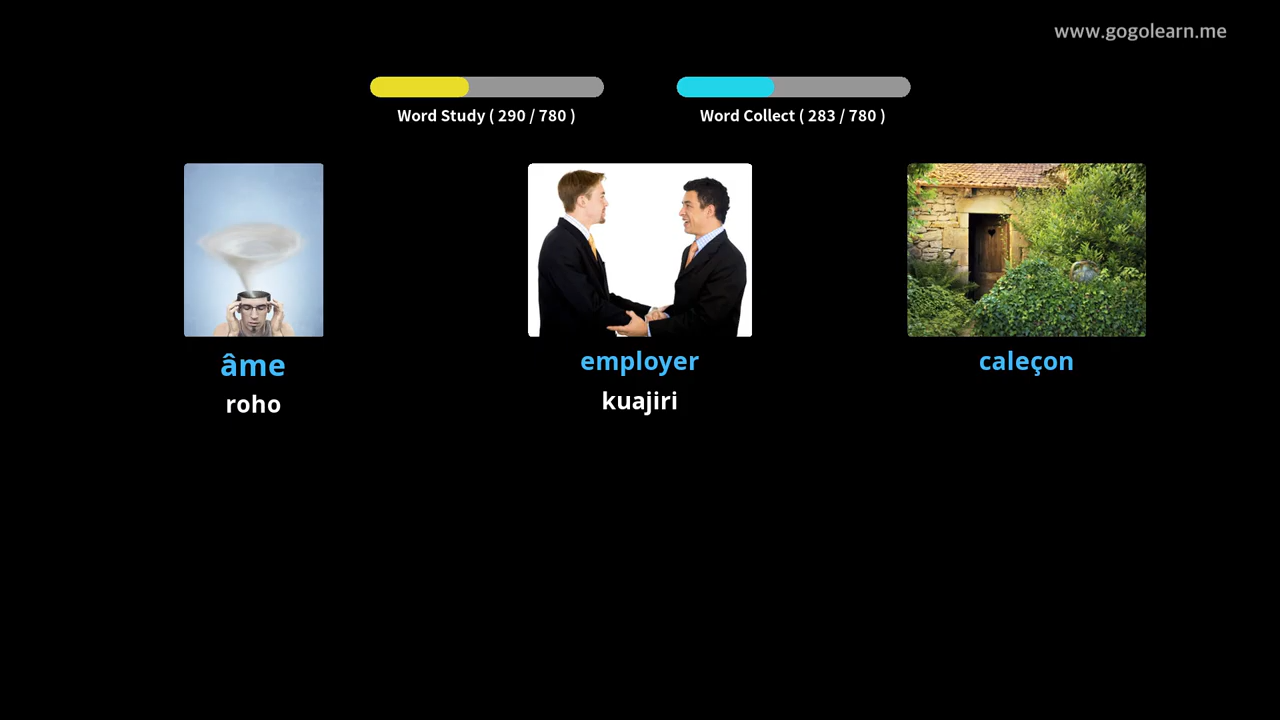 www.gogolearn.me
Word Study ( 290 / 780 )
Word Collect ( 283 / 780 )
âme
roho
employer
kuajiri
caleçon